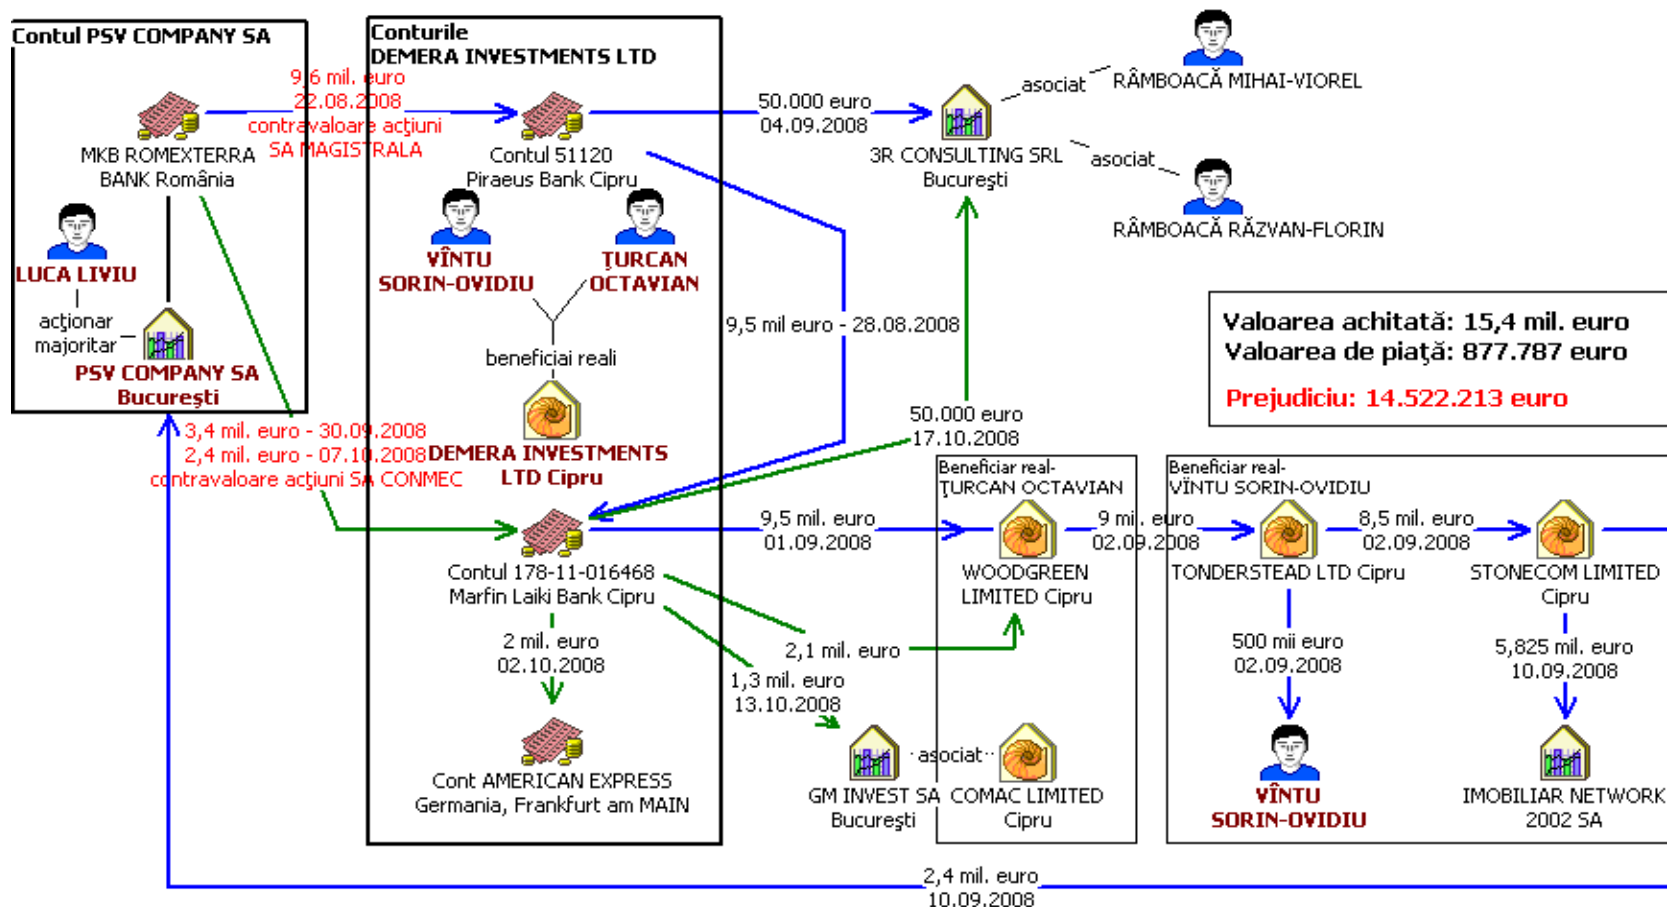 Contul PSV COMPANY SA
MKB ROMEXTERRA
BANK România
LUCA LIVIU
acţionar
majoritar
PSV COMPANY SA
Bucureşti
9,6 mil. euro
22.08.2008
contravaloare acţiuni
SA MAGISTRALA
3,4 mil. euro - 30.09.2008
2,4 mil. euro - 07.10.2008
contravaloare acţiuni SA CONMEC
Conturile
DEMERA INVESTMENTS LTD
Contul 51120
Piraeus Bank Cipru
VÎNTU
SORIN-OVIDIU
ŢURCAN
OCTAVIAN
beneficiai reali
DEMERA INVESTMENTS
LTD Cipru
Contul 178-11-016468
Marfin Laiki Bank Cipru
2 mil. euro
02.10.2008
Cont AMERICAN EXPRESS
Germania, Frankfurt am MAIN
50.000 euro
04.09.2008
3R CONSULTING SRL
Bucureşti
asociat
RÂMBOACĂ MIHAI-VIOREL
asociat
RÂMBOACĂ RĂZVAN-FLORIN
9,5 mil euro - 28.08.2008
50.000 euro
17.10.2008
Valoarea achitată: 15,4 mil. euro
Valoarea de piaţă: 877.787 euro
Prejudiciu: 14.522.213 euro
9,5 mil. euro
01.09.2008
Beneficiar real-
ŢURCAN OCTAVIAN
WOODGREEN
LIMITED Cipru
2,1 mil. euro
1,3 mil. euro
13.10.2008
GM INVEST SA
Bucureşti
asociat
COMAC LIMITED
Cipru
9 mil. euro
02.09.2008
Beneficiar real-
VÏNTU SORIN-OVIDIU
TONDERSTEAD LTD Cipru
8,5 mil. euro
02.09.2008
STONECOM LIMITED
Cipru
500 mii euro
02.09.2008
VÎNTU
SORIN-OVIDIU
5,825 mil. euro
10.09.2008
IMOBILIAR NETWORK
2002 SA
2,4 mil. euro
10.09.2008